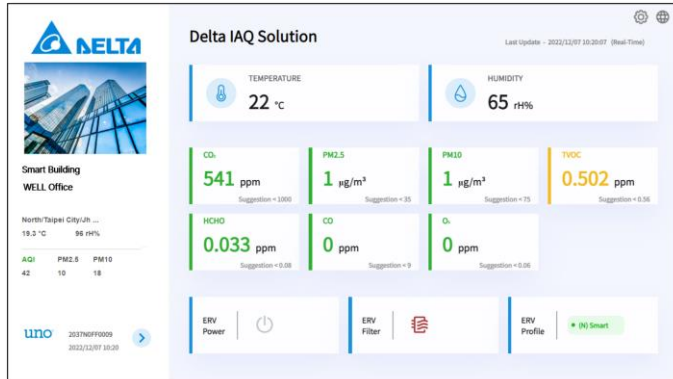 DELTA
Delta IAQ Solution
Last Update - 2022/12/07 10:20:07 (Real-Time)
TEMPERATURE
22 °C
HUMIDITY
65 rH%
Smart Building
WELL Office
North/Taipei City/Jh ...
19.3 °C 96 rH%
AQI PM2.5 PM10
42 10 18
uno
2037N0FF0009
2022/12/07 10:20
CO₂
541 ppm
Suggestion < 1000
PM2.5
1 μg/m³
Suggestion < 35
PM10
1 μg/m³
Suggestion < 75
TVOC
0.502 ppm
Suggestion < 0.56
HCHO
0.033 ppm
Suggestion < 0.08
CO
0 ppm
Suggestion < 9
O₃
0 ppm
Suggestion < 0.06
ERV
Power
ERV
Filter
ERV
Profile
(N) Smart